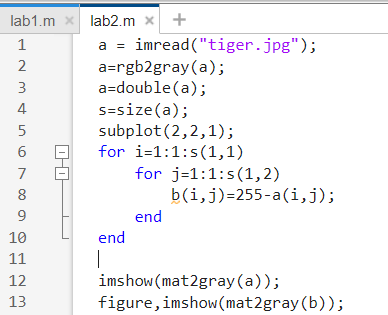 lab1.m × lab2.m × +
1 a = imread("tiger.jpg");
2 a=rgb2gray(a);
3 a=double(a);
4 s=size(a);
5 subplot(2,2,1);
6 for i=1:1:s(1,1)
7 for j=1:1:s(1,2)
8 b(i,j)=255-a(i,j);
9 end
10 end
11
12 imshow(mat2gray(a));
13 figure,imshow(mat2gray(b));